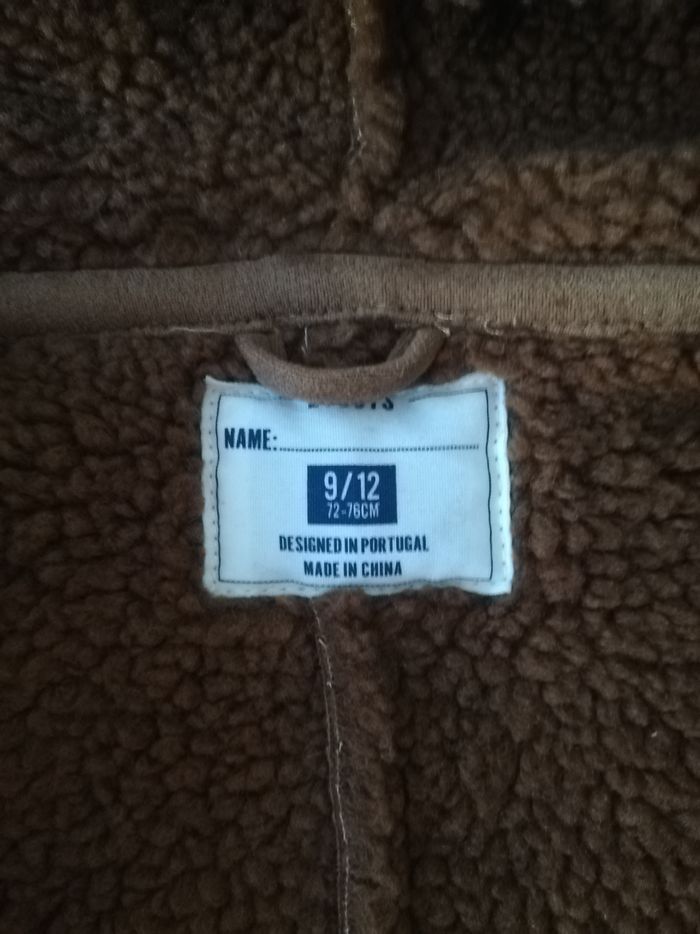 NAME:
9/12
72-76CM
DESIGNED IN PORTUGAL
MADE IN CHINA